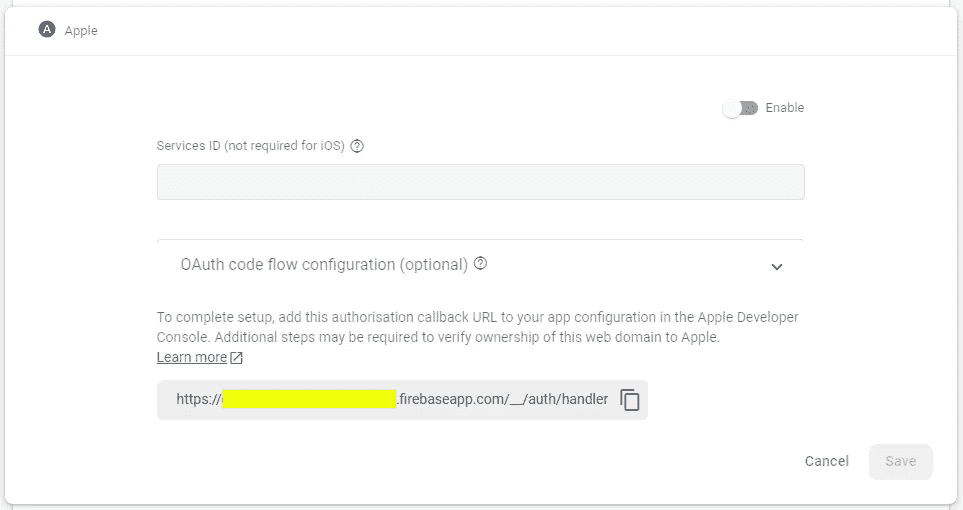 A Apple
Enable
Services ID (not required for iOS) ?
OAuth code flow configuration (optional) ?
To complete setup, add this authorisation callback URL to your app configuration in the Apple Developer
Console. Additional steps may be required to verify ownership of this web domain to Apple.
Learn more
https:// .firebaseapp.com/__/auth/handler
Cancel Save